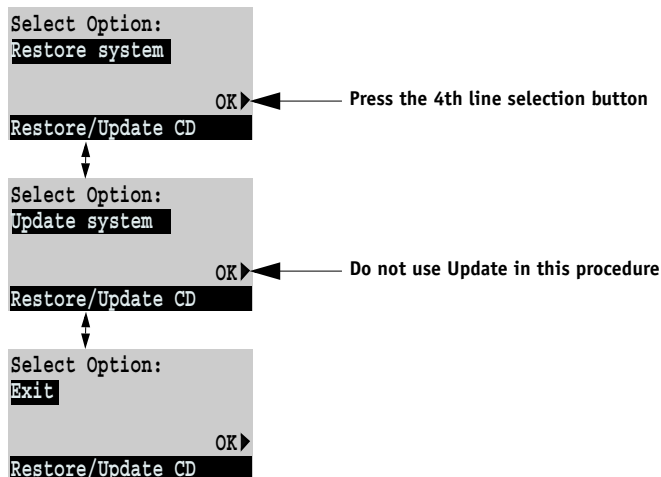 Select Option:
Restore system
OK
Press the 4th line selection button
Restore/Update CD
Select Option:
Update system
OK
Do not use Update in this procedure
Restore/Update CD
Select Option:
Exit
OK
Restore/Update CD